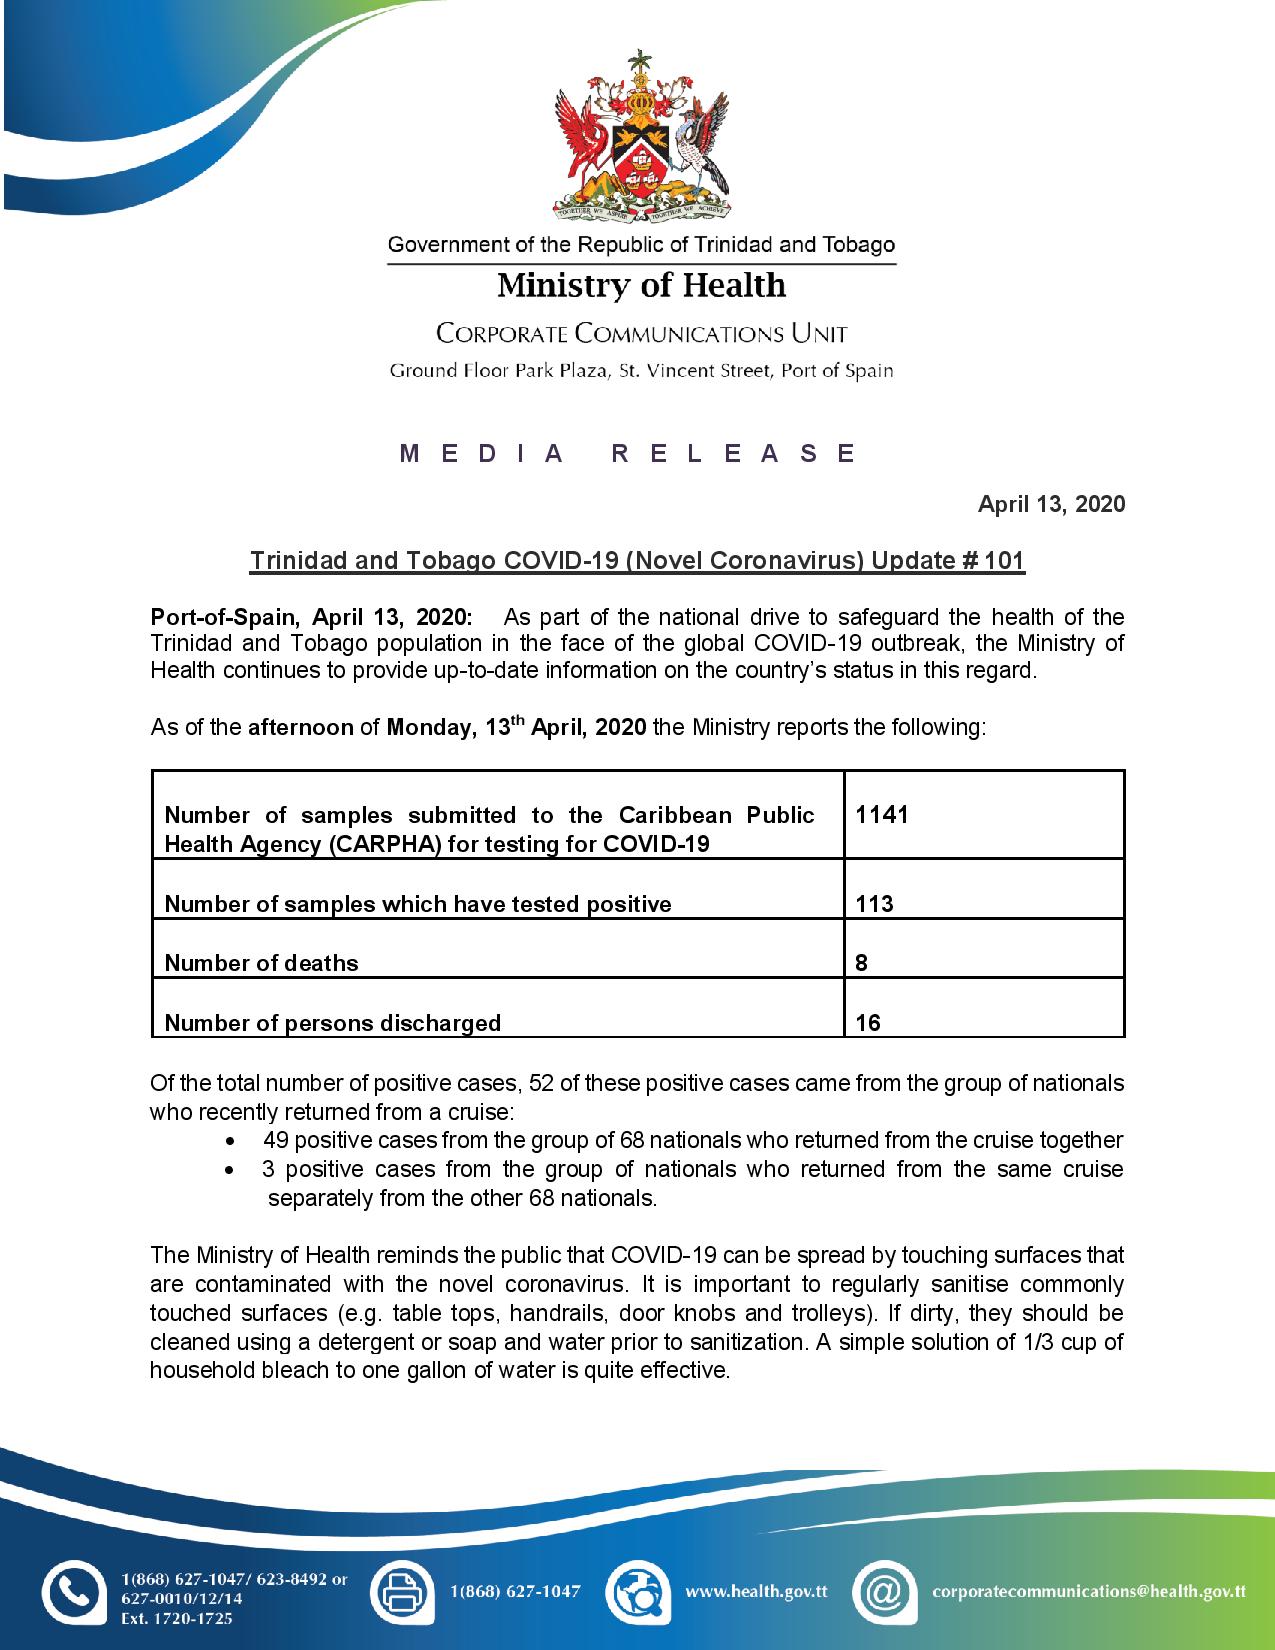 TOGETHER WE ASPIRE TOGETHER WE ACHIEVE
Government of the Republic of Trinidad and Tobago
Ministry of Health
CORPORATE COMMUNICATIONS UNIT
Ground Floor Park Plaza, St. Vincent Street, Port of Spain
MEDIA RELEASE
April 13, 2020
Trinidad and Tobago COVID-19 (Novel Coronavirus) Update # 101
Port-of-Spain, April 13, 2020: As part of the national drive to safeguard the health of the
Trinidad and Tobago population in the face of the global COVID-19 outbreak, the Ministry of
Health continues to provide up-to-date information on the country’s status in this regard.
As of the afternoon of Monday, 13th April, 2020 the Ministry reports the following:
Number of samples submitted to the Caribbean Public 1141
Health Agency (CARPHA) for testing for COVID-19
Number of samples which have tested positive 113
Number of deaths 8
Number of persons discharged 16
Of the total number of positive cases, 52 of these positive cases came from the group of nationals
who recently returned from a cruise:
• 49 positive cases from the group of 68 nationals who returned from the cruise together
• 3 positive cases from the group of nationals who returned from the same cruise
separately from the other 68 nationals.
The Ministry of Health reminds the public that COVID-19 can be spread by touching surfaces that
are contaminated with the novel coronavirus. It is important to regularly sanitise commonly
touched surfaces (e.g. table tops, handrails, door knobs and trolleys). If dirty, they should be
cleaned using a detergent or soap and water prior to sanitization. A simple solution of 1/3 cup of
household bleach to one gallon of water is quite effective.
1(868) 627-1047/ 623-8492 or
627-0010/12/14
Ext. 1720-1725
1(868) 627-1047
www.health.gov.tt
corporatecommunications@health.gov.tt